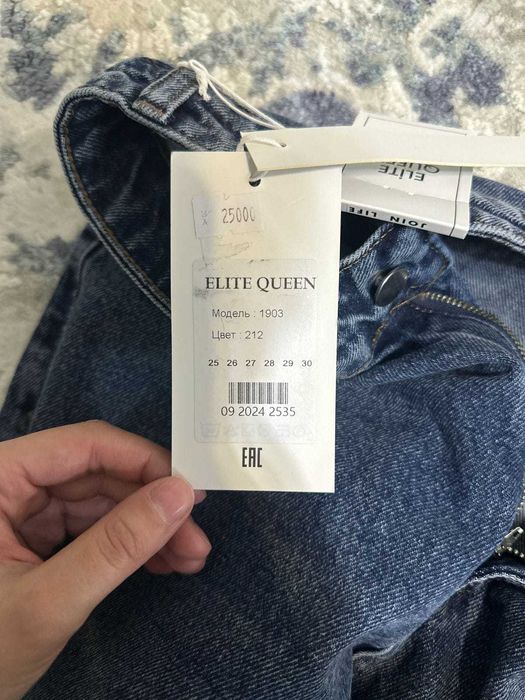 25000
ELITE QUEEN
Модель : 1903
Цвет : 212
25 26 27 28 29 30
09 2024 2535
EAC
ELITE
JOIN LIFE